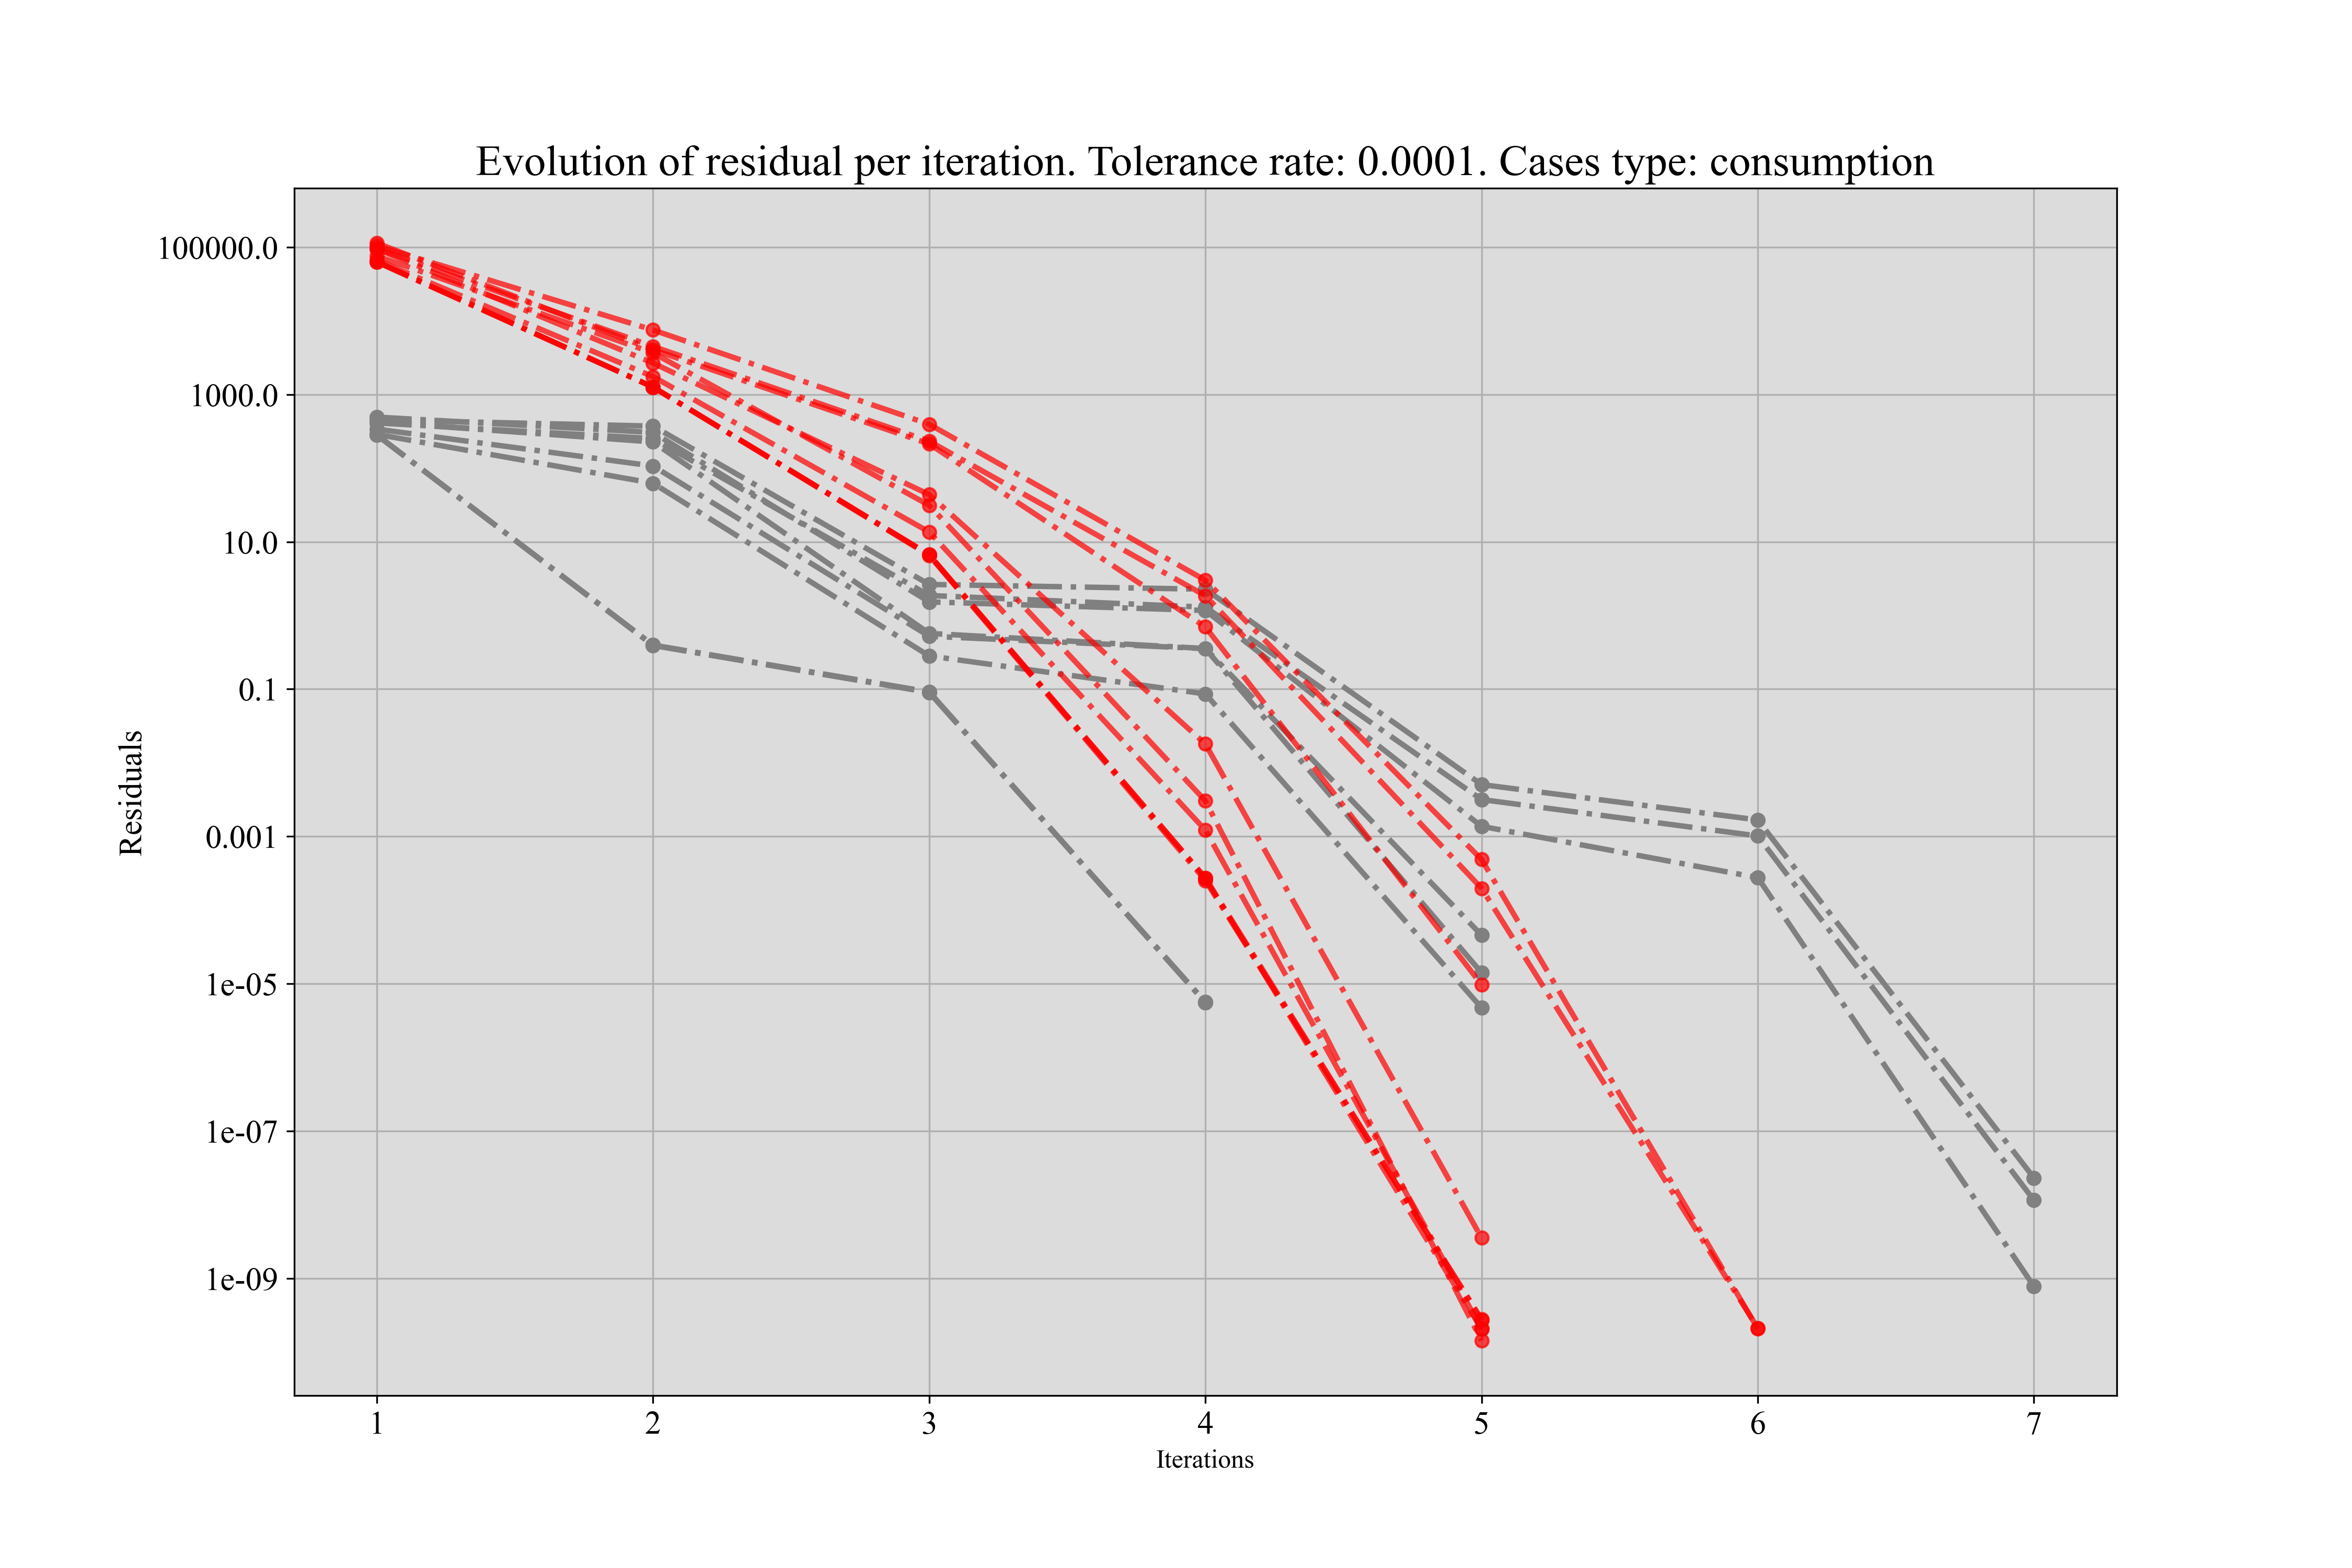 Evolution of residual per iteration. Tolerance rate: 0.0001. Cases type: consumption
100000.0
1000.0
10.0
0.1
0.001
1e-05
1e-07
1e-09
Residuals
1 2 3 4 5 6 7
Iterations